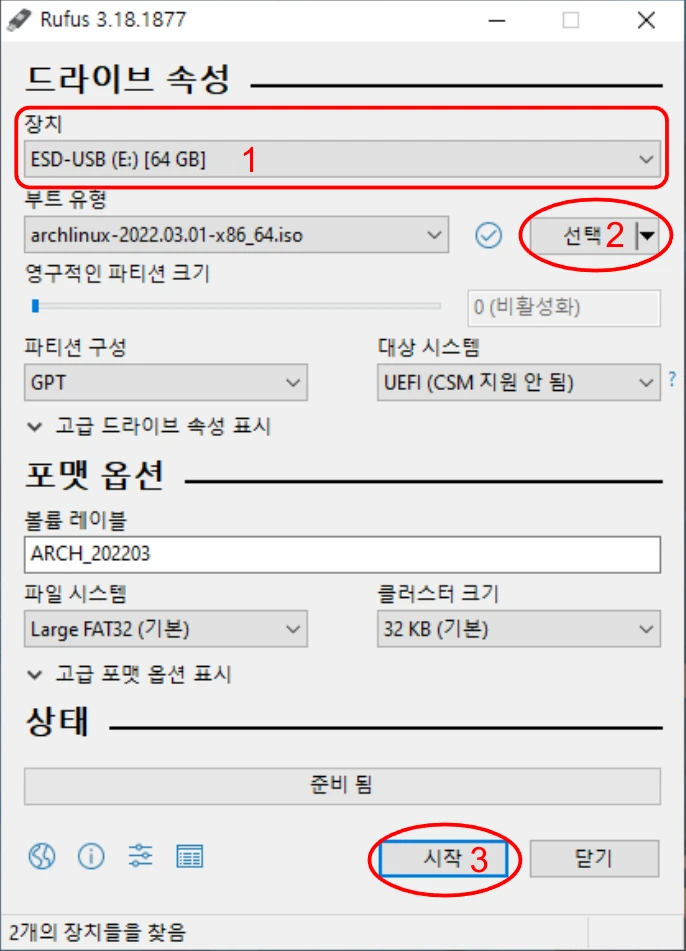 Rufus 3.18.1877
드라이브 속성
장치
ESD-USB (E:) [64 GB] 1
부트 유형
archlinux-2022.03.01-x86_64.iso 선택 2
영구적인 파티션 크기
0 (비활성화)
파티션 구성 대상 시스템
GPT UEFI (CSM 지원 안 됨) ?
고급 드라이브 속성 표시
포맷 옵션
볼륨 레이블
ARCH_202203
파일 시스템 클러스터 크기
Large FAT32 (기본) 32 KB (기본)
고급 포맷 옵션 표시
상태
준비 됨
시작 3 닫기
2개의 장치들을 찾음